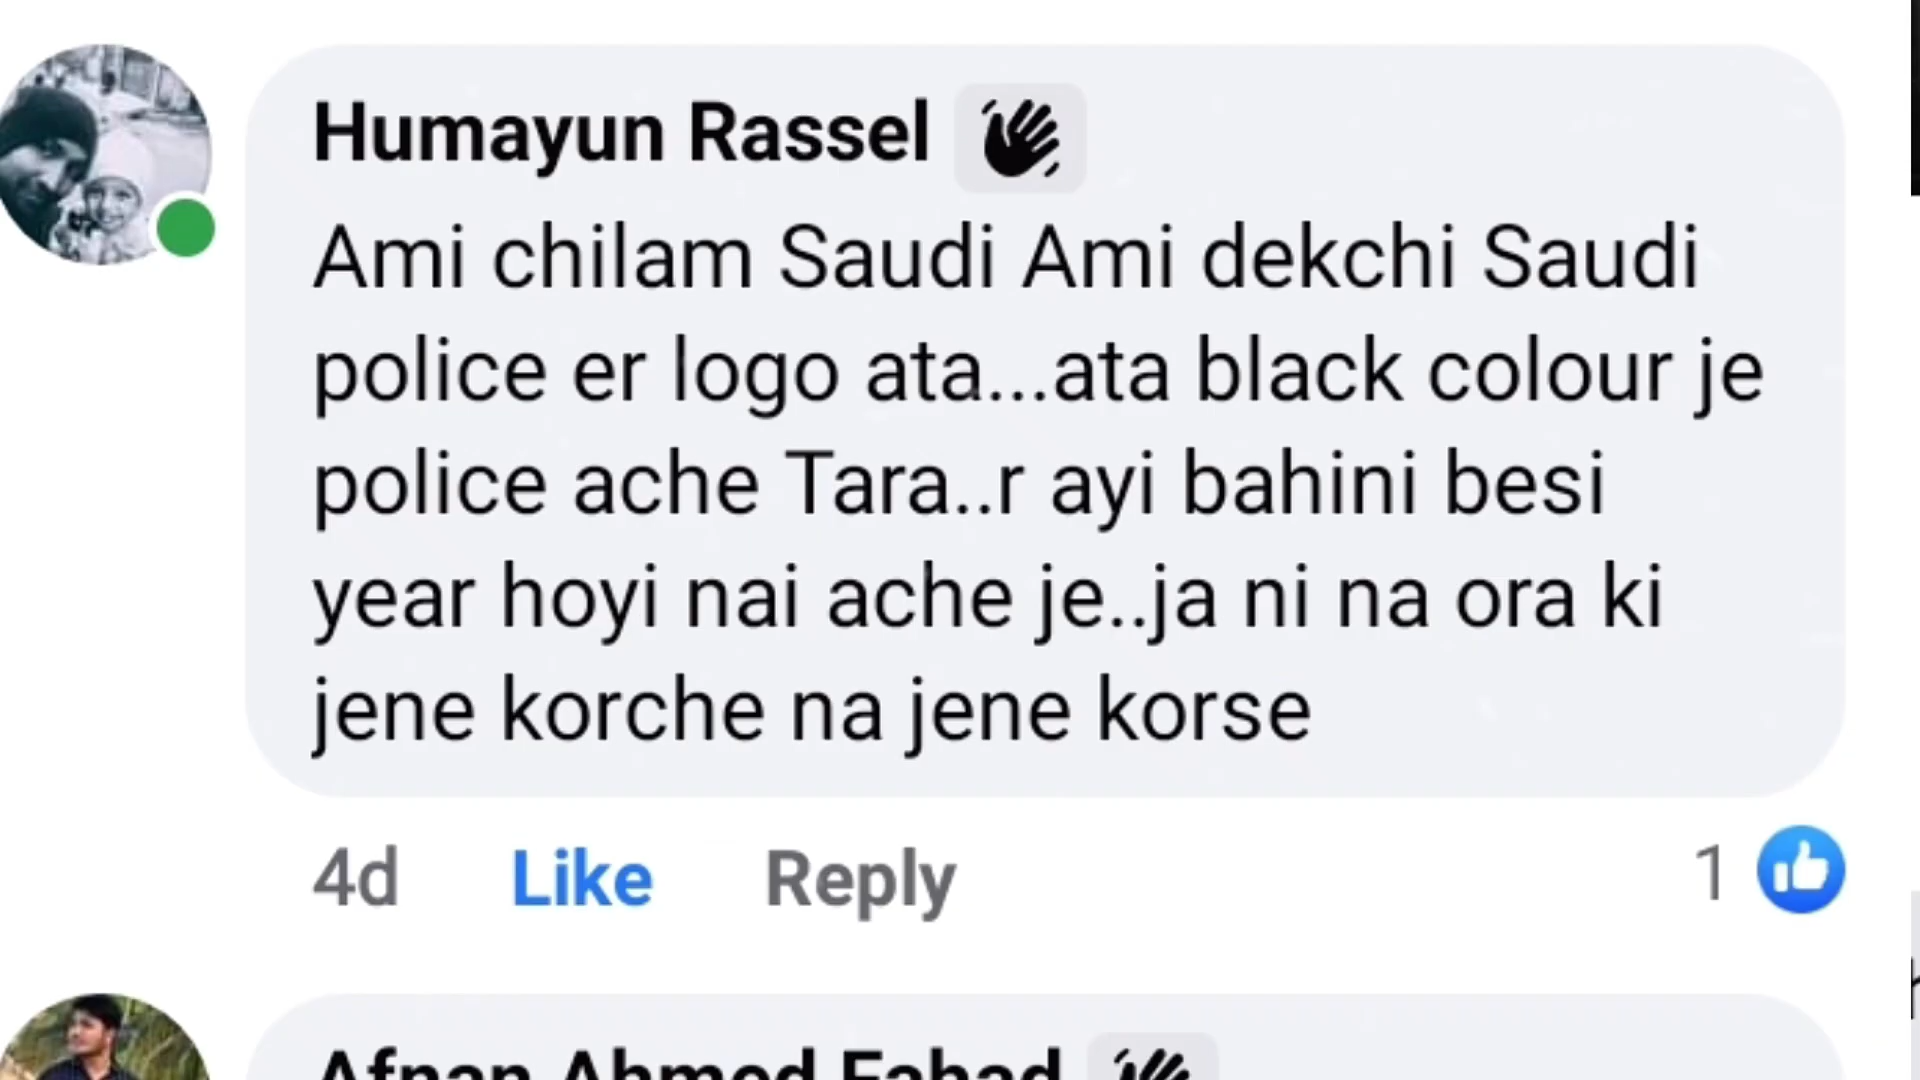 Humayun Rassel
Ami chilam Saudi Ami dekchi Saudi
police er logo ata...ata black colour je
police ache Tara..r ayi bahini besi
year hoyi nai ache je..ja ni na ora ki
jene korche na jene korse
4d Like Reply 1
Afnan Ahmed Fahad